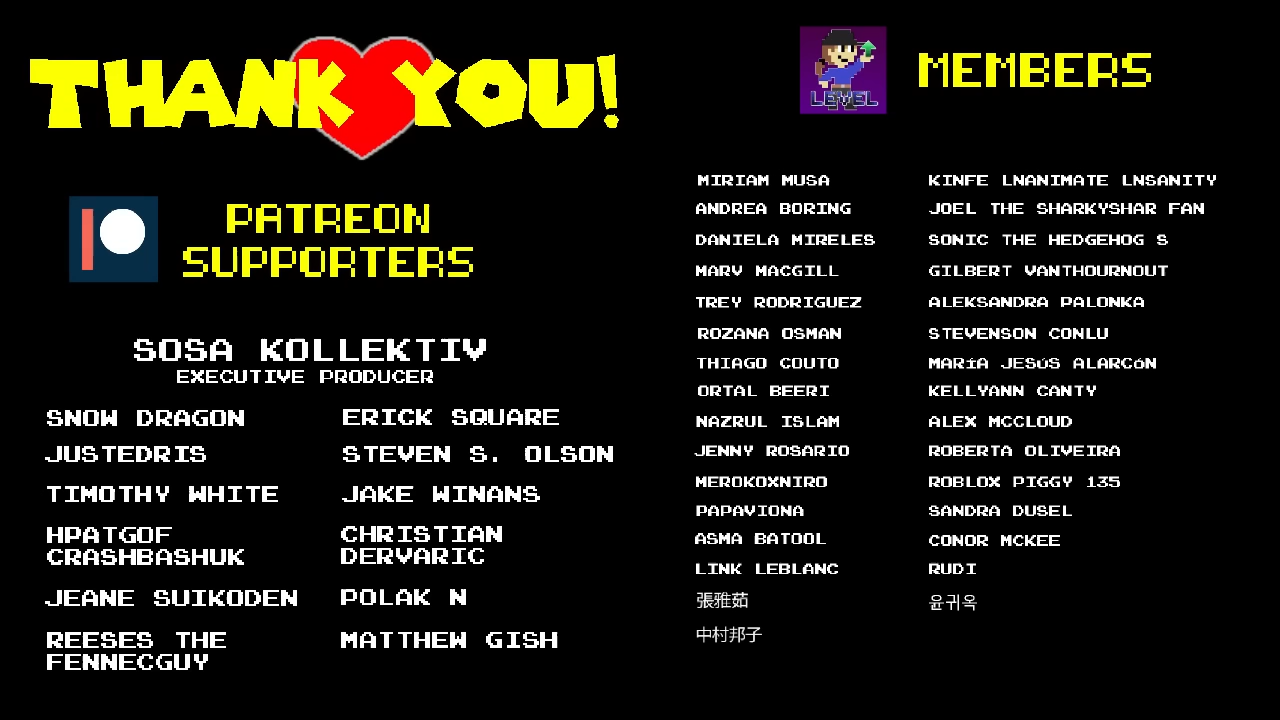 THANK YOU!
PATREON
SUPPORTERS
SOSA KOLLEKTIV
EXECUTIVE PRODUCER
SNOW DRAGON
JUSTEDRIS
TIMOTHY WHITE
HPATGOF
CRASHBASHUK
JEANE SUIKODEN
REESES THE
FENNECGUY
ERICK SQUARE
STEVEN S. OLSON
JAKE WINANS
CHRISTIAN
DERVARIC
POLAK N
MATTHEW GISH
LEVEL
MEMBERS
MIRIAM MUSA
ANDREA BORING
DANIELA MIRELES
MARV MACGILL
TREY RODRIGUEZ
ROZANA OSMAN
THIAGO COUTO
ORTAL BEERI
NAZRUL ISLAM
JENNY ROSARIO
MEROKOXNIRO
PAPAVIONA
ASMA BATOOL
LINK LEBLANC
張雅茹
中村邦子
KINFE LNANIMATE LNSANITY
JOEL THE SHARKYSHAR FAN
SONIC THE HEDGEHOG S
GILBERT VANTHOURNOUT
ALEKSANDRA PALONKA
STEVENSON CONLU
MARíA JESúS ALARCóN
KELLYANN CANTY
ALEX MCCLOUD
ROBERTA OLIVEIRA
ROBLOX PIGGY 135
SANDRA DUSEL
CONOR MCKEE
RUDI
윤귀옥